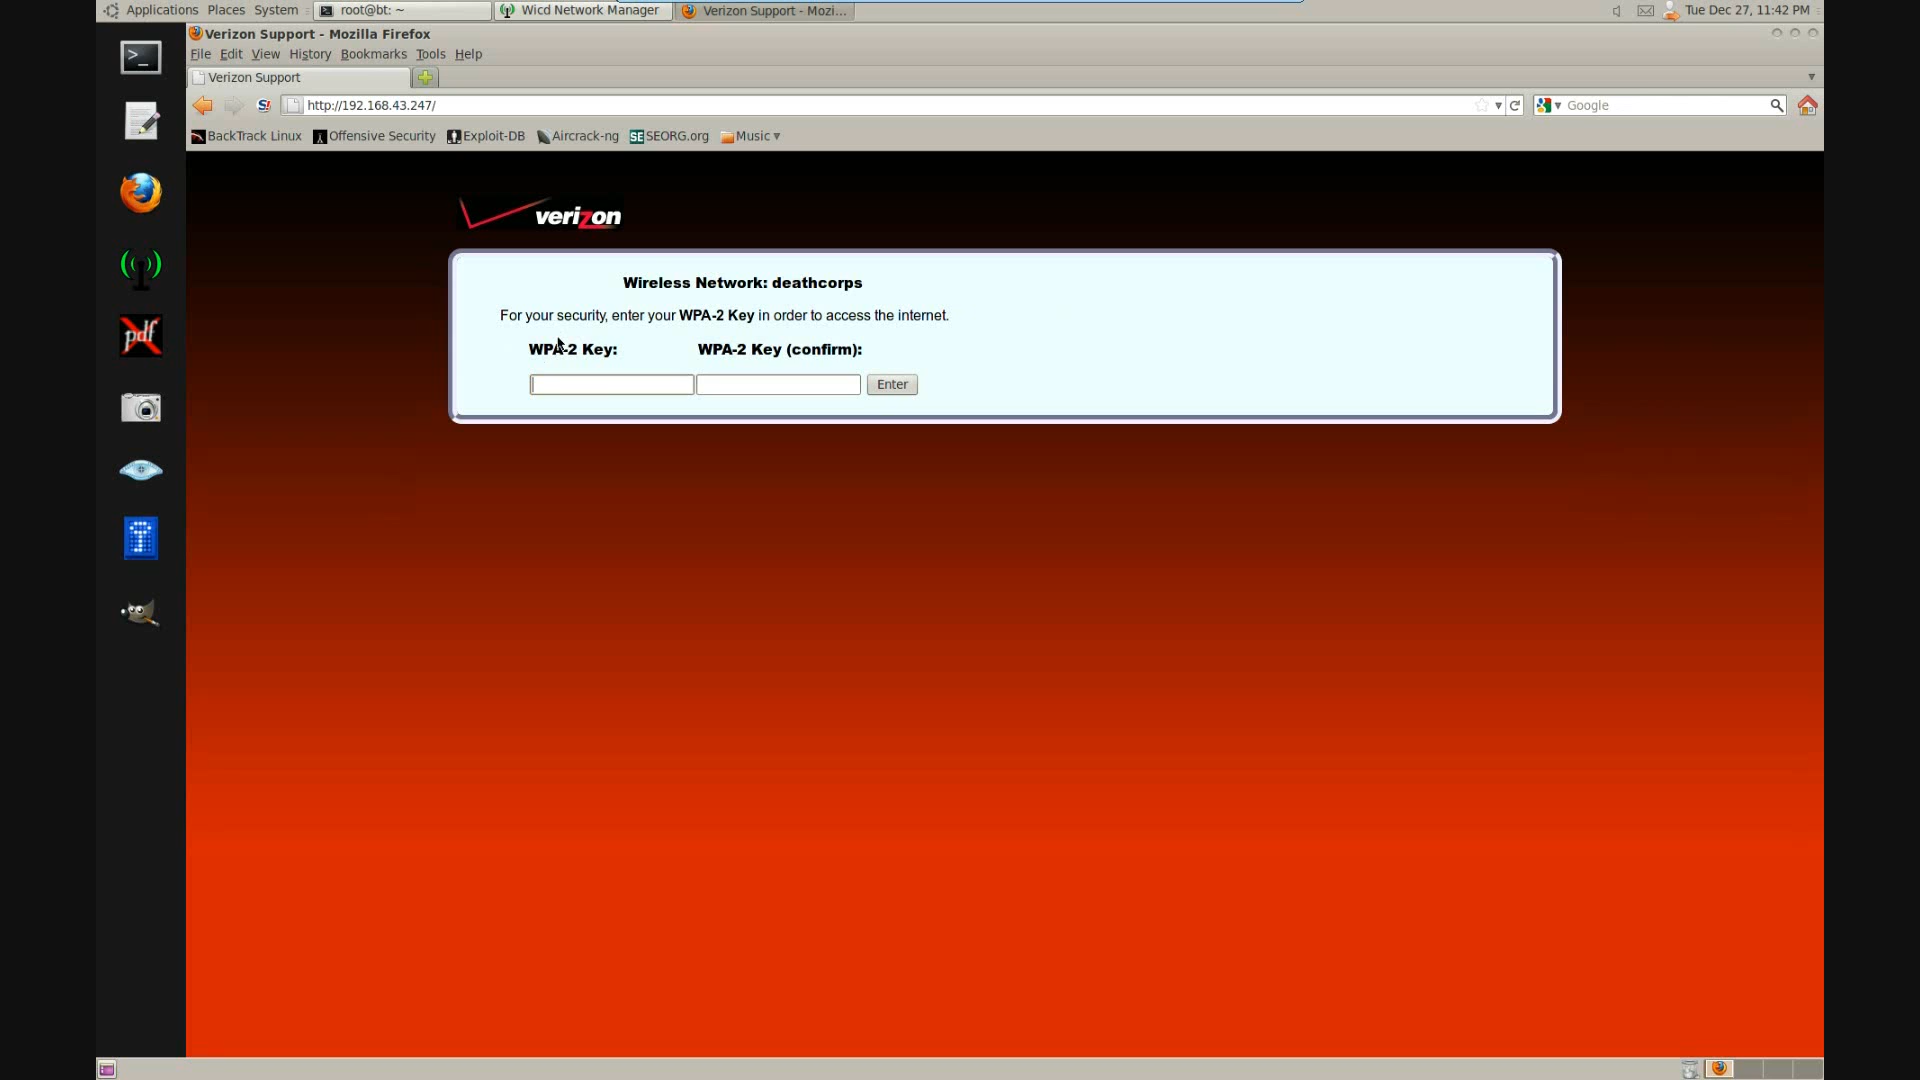 Applications Places System root@bt: ~ Wicd Network Manager Verizon Support - Mozi... Tue Dec 27, 11:42 PM
Verizon Support - Mozilla Firefox
File Edit View History Bookmarks Tools Help
Verizon Support
S! http://192.168.43.247/ Google
BackTrack Linux Offensive Security Exploit-DB Aircrack-ng SE SEORG.org Music
>_
verizon
Wireless Network: deathcorps
For your security, enter your WPA-2 Key in order to access the internet.
WPA-2 Key: WPA-2 Key (confirm):
Enter
pdf
T